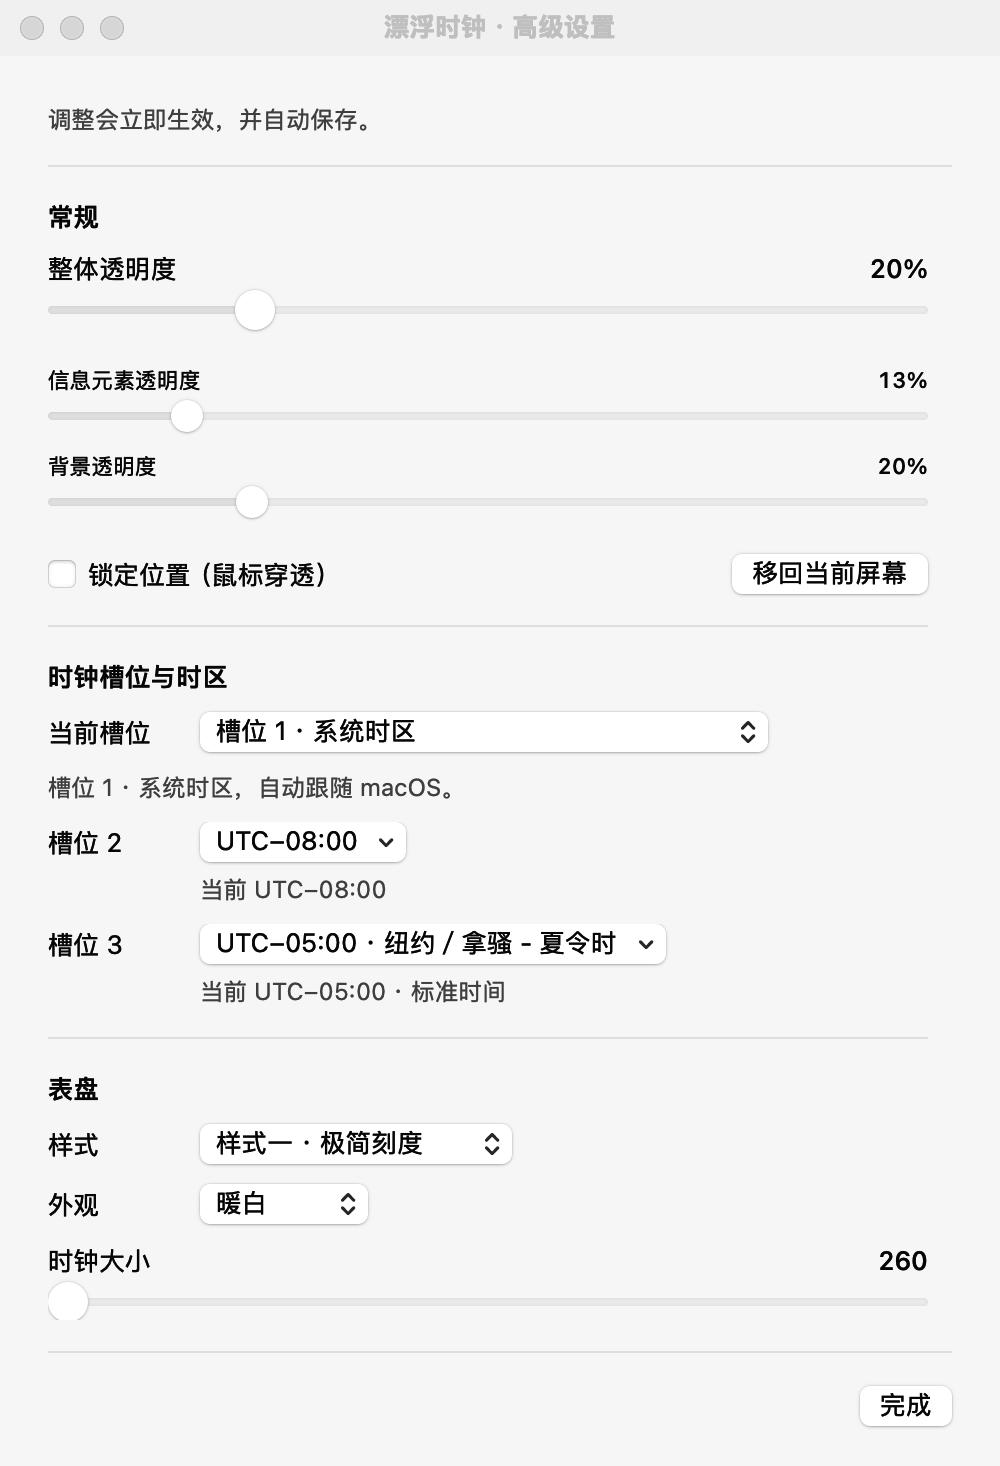 漂浮时钟 · 高级设置
调整会立即生效，并自动保存。
常规
整体透明度 20%
信息元素透明度 13%
背景透明度 20%
锁定位置（鼠标穿透） 移回当前屏幕
时钟槽位与时区
当前槽位 槽位 1 · 系统时区
槽位 1 · 系统时区，自动跟随 macOS。
槽位 2 UTC−08:00
当前 UTC−08:00
槽位 3 UTC−05:00 · 纽约 / 拿骚 - 夏令时
当前 UTC−05:00 · 标准时间
表盘
样式 样式一 · 极简刻度
外观 暖白
时钟大小 260
完成